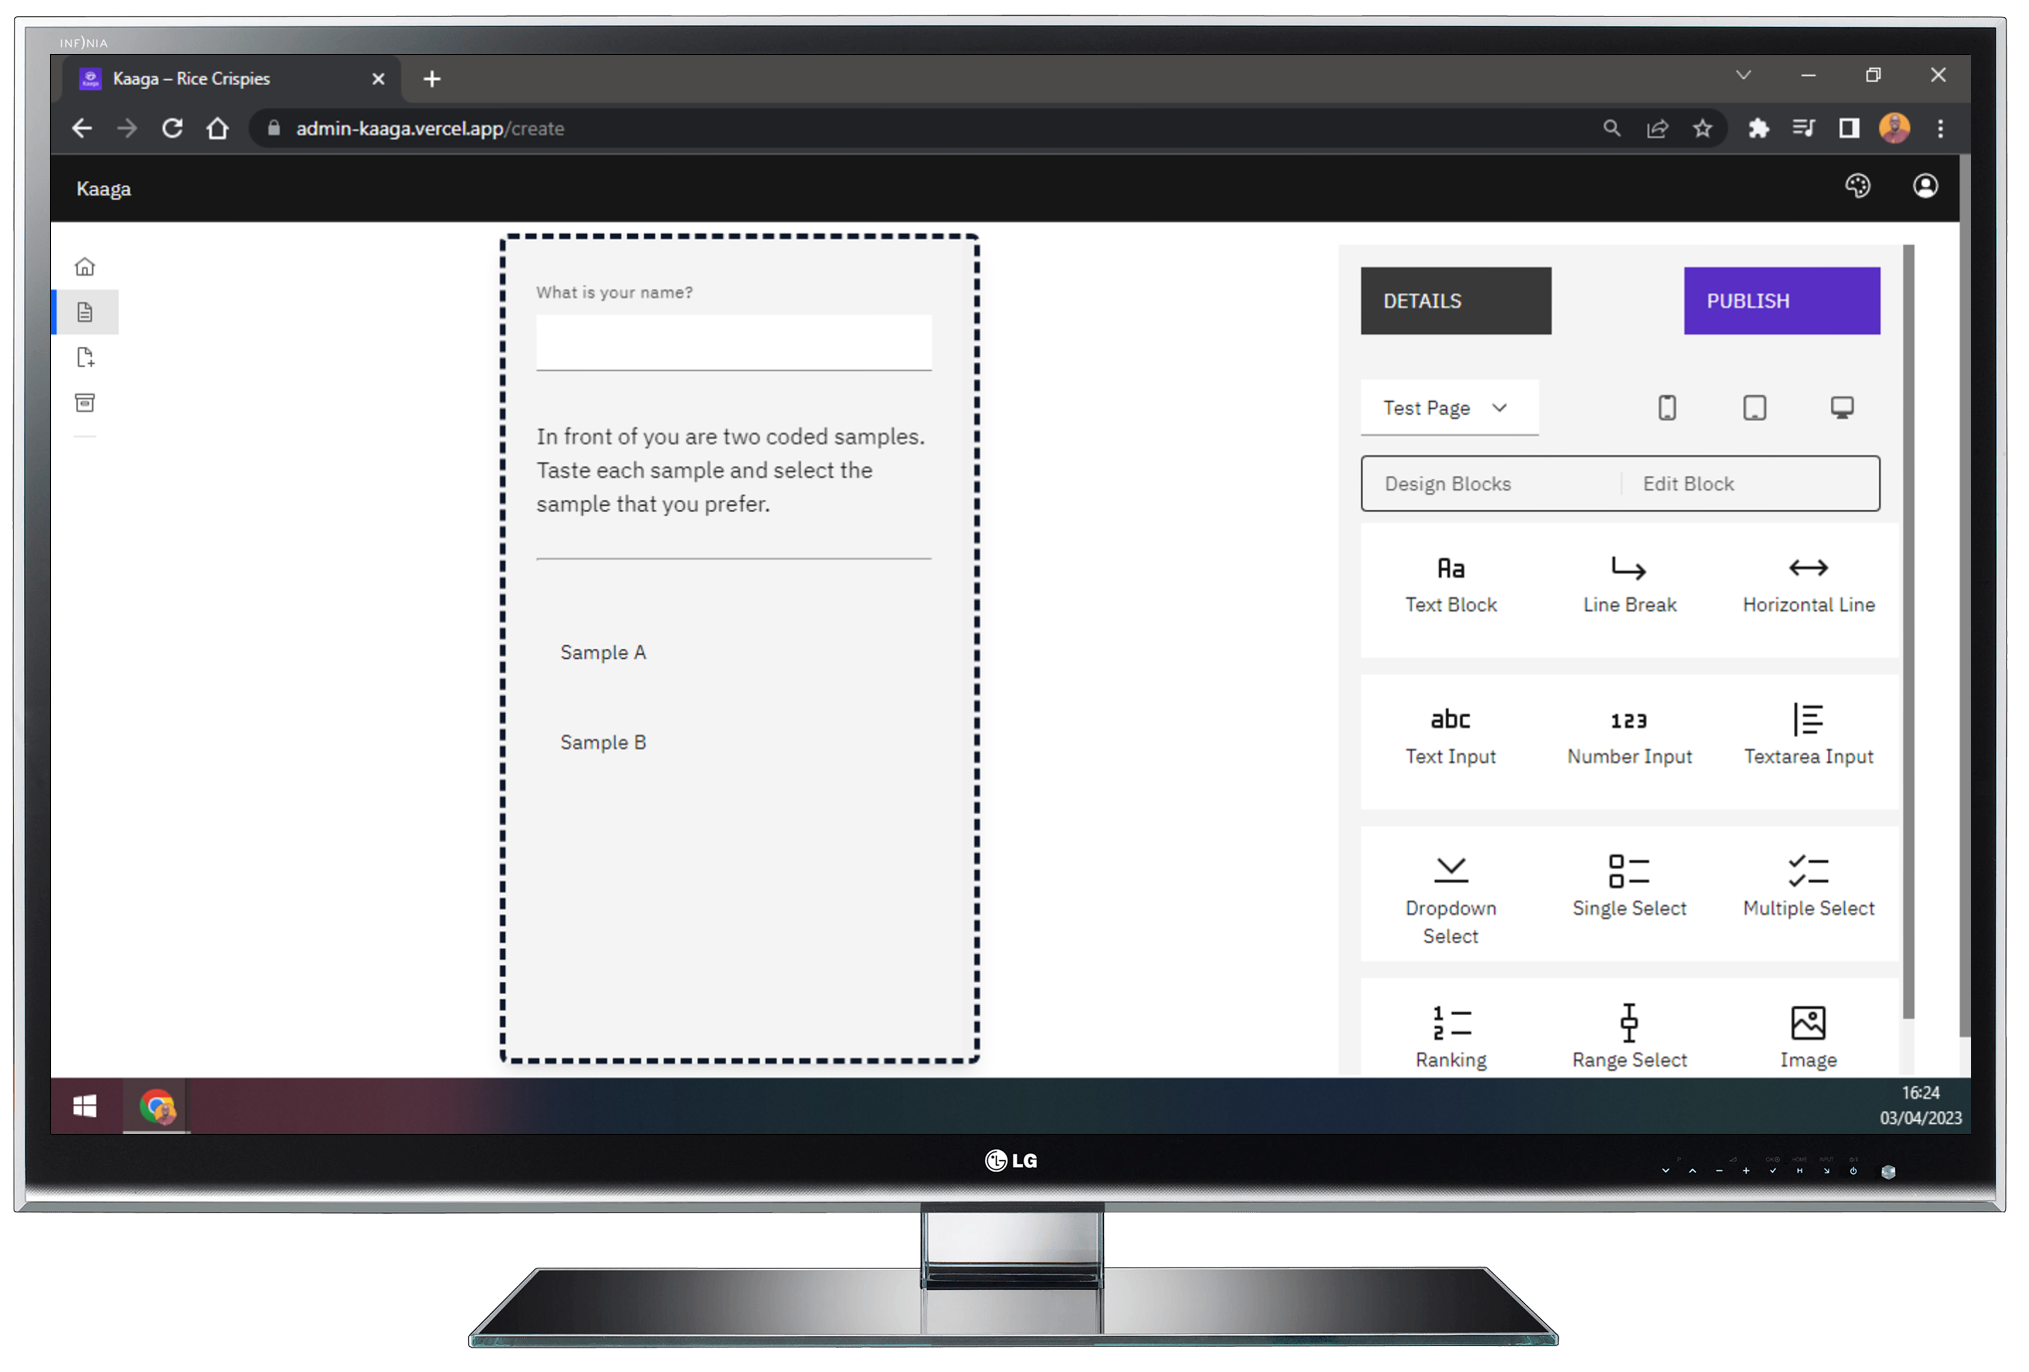 INFINIA
Kaaga – Rice Crispies
admin-kaaga.vercel.app/create
Kaaga
What is your name?
In front of you are two coded samples.
Taste each sample and select the
sample that you prefer.
Sample A
Sample B
DETAILS
PUBLISH
Test Page
Design Blocks
Edit Block
Aa
Text Block
Line Break
Horizontal Line
abc
Text Input
123
Number Input
Textarea Input
Dropdown
Select
Single Select
Multiple Select
1
2
Ranking
Range Select
Image
16:24
03/04/2023
LG